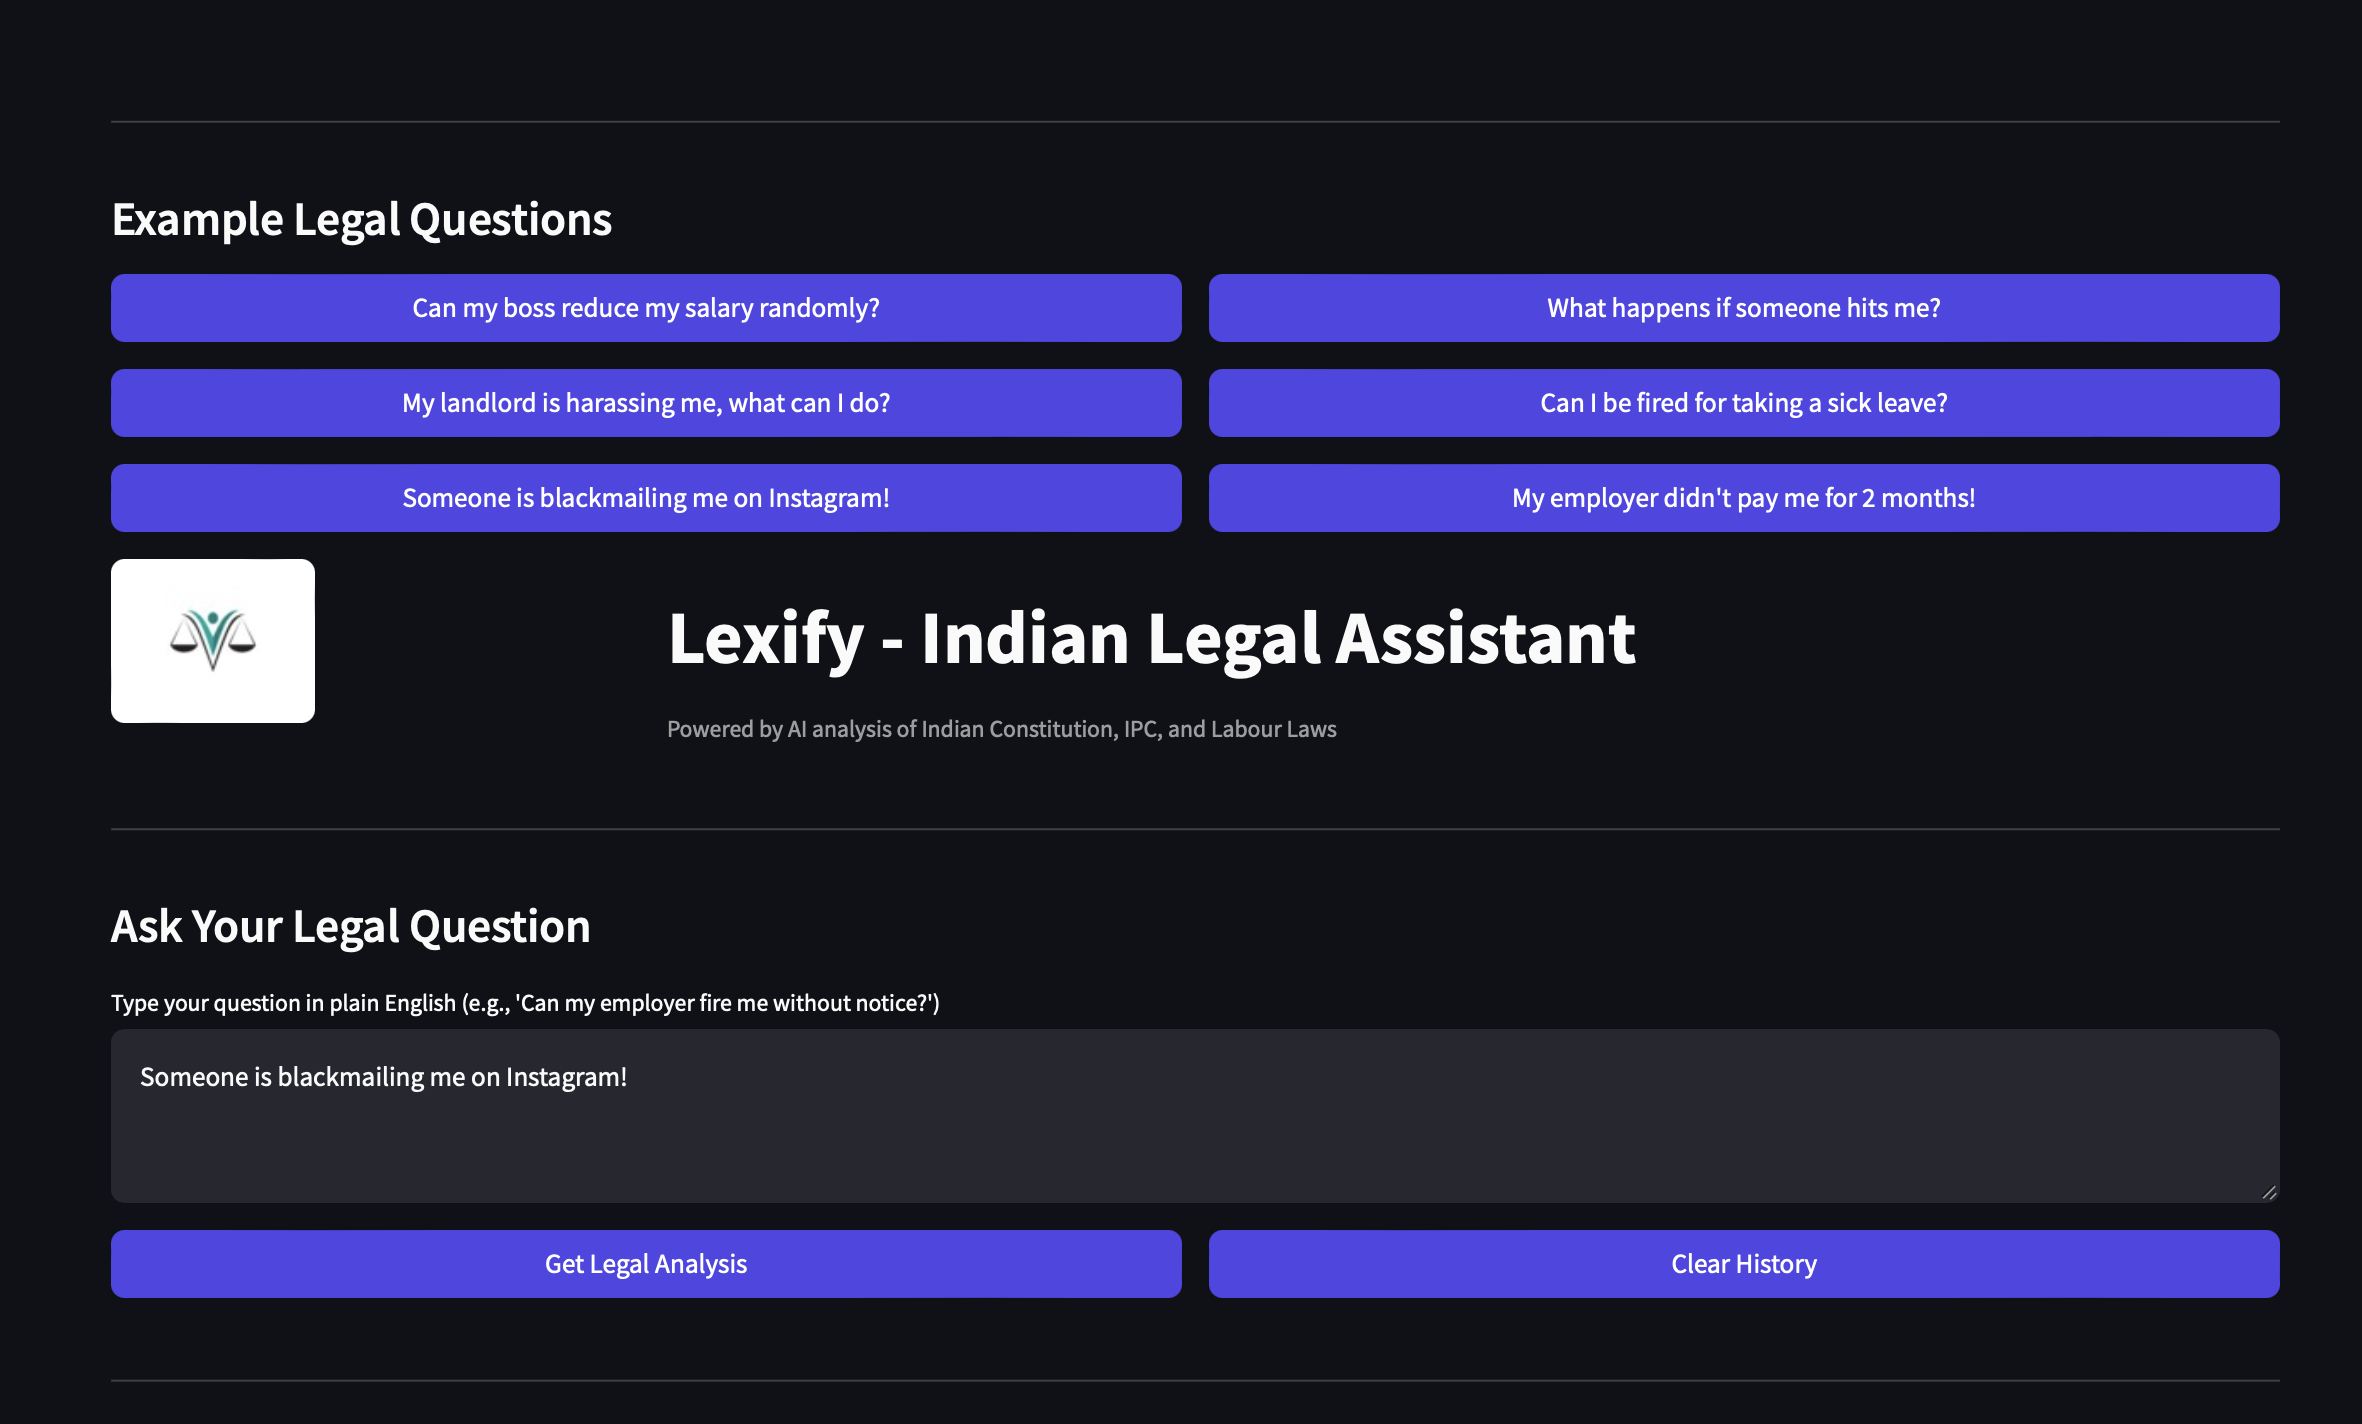 Example Legal Questions
Can my boss reduce my salary randomly?
What happens if someone hits me?
My landlord is harassing me, what can I do?
Can I be fired for taking a sick leave?
Someone is blackmailing me on Instagram!
My employer didn't pay me for 2 months!
Lexify - Indian Legal Assistant
Powered by AI analysis of Indian Constitution, IPC, and Labour Laws
Ask Your Legal Question
Type your question in plain English (e.g., 'Can my employer fire me without notice?')
Someone is blackmailing me on Instagram!
Get Legal Analysis
Clear History